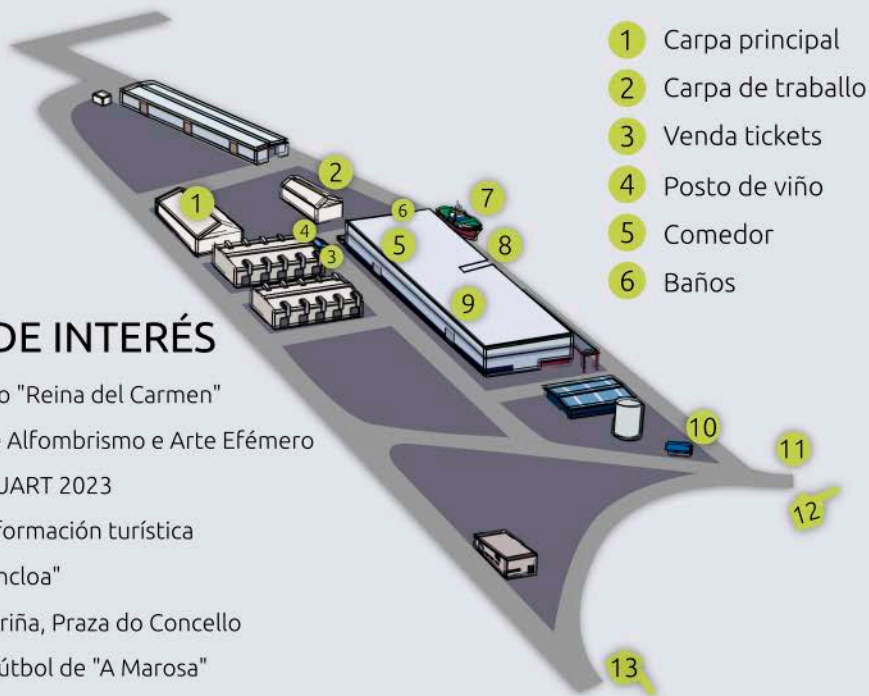 1 Carpa principal
2 Carpa de traballo
3 Venda tickets
4 Posto de viño
5 Comedor
6 Baños
1
2
3
4
5
6
7
8
9
10
11
12
13
DE INTERÉS
o "Reina del Carmen"
Alfombrismo e Arte Efémero
UART 2023
formación turística
ncloa"
riña, Praza do Concello
útbol de "A Marosa"